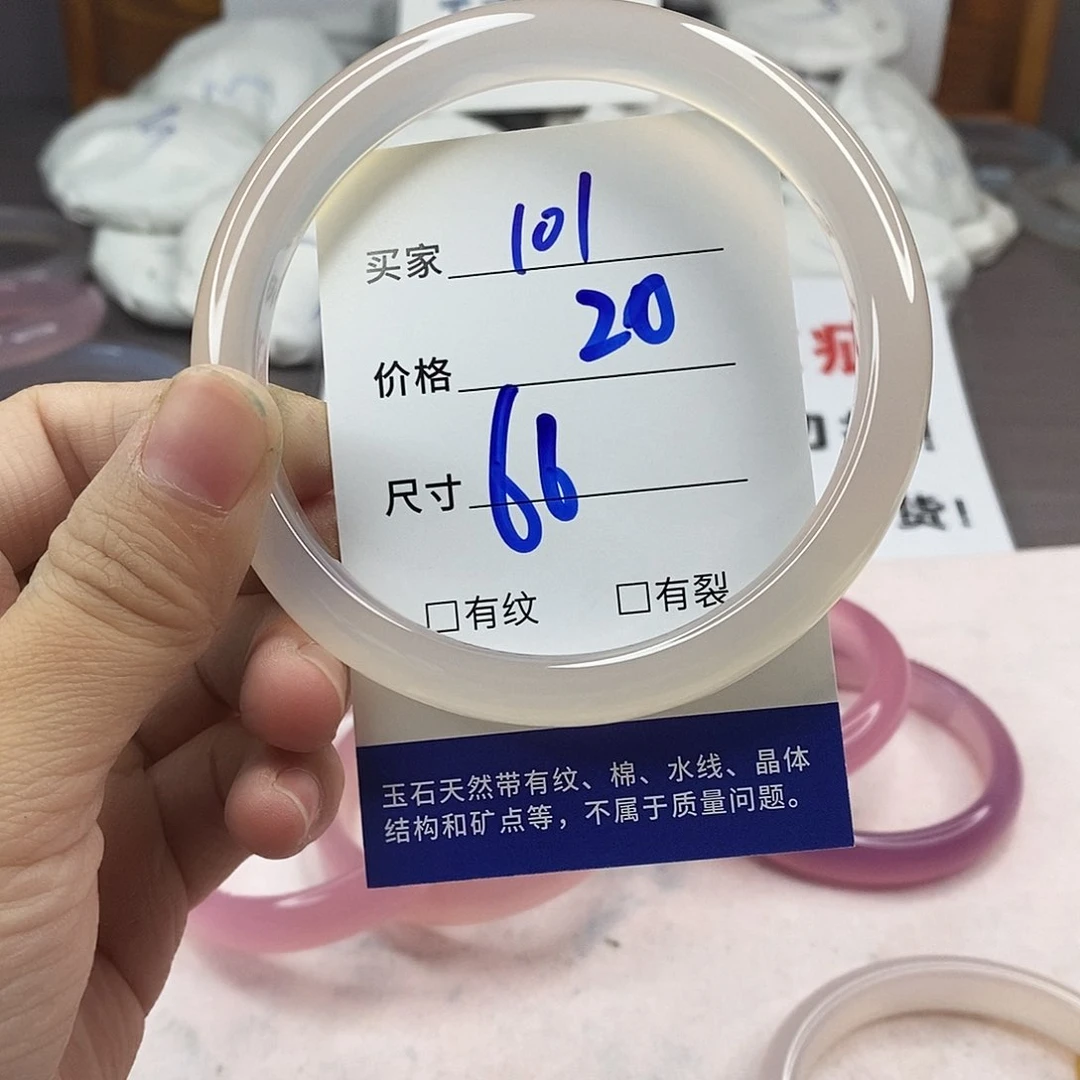 买家 101
价格 20
尺寸 66
□有纹 □有裂
玉石天然带有纹、棉、水线、晶体
结构和矿点等，不属于质量问题。
货!